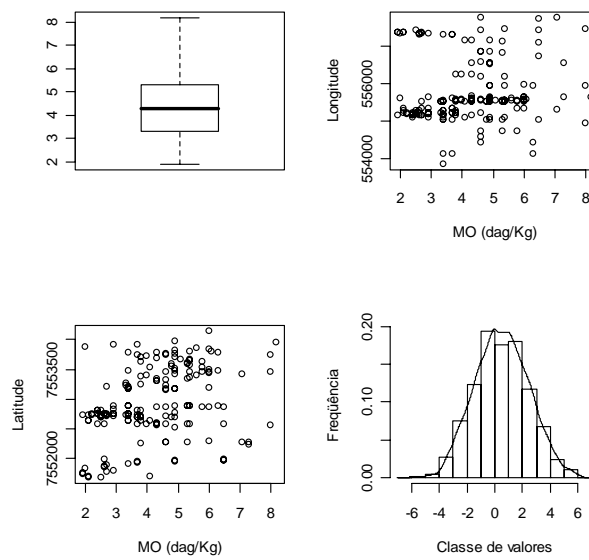 8
7
6
5
4
3
2
Longitude
556000
554000
2 3 4 5 6 7 8
MO (dag/Kg)
Latitude
7553500
7552000
2 3 4 5 6 7 8
MO (dag/Kg)
Freqüência
0.20
0.10
0.00
-6 -4 -2 0 2 4 6
Classe de valores